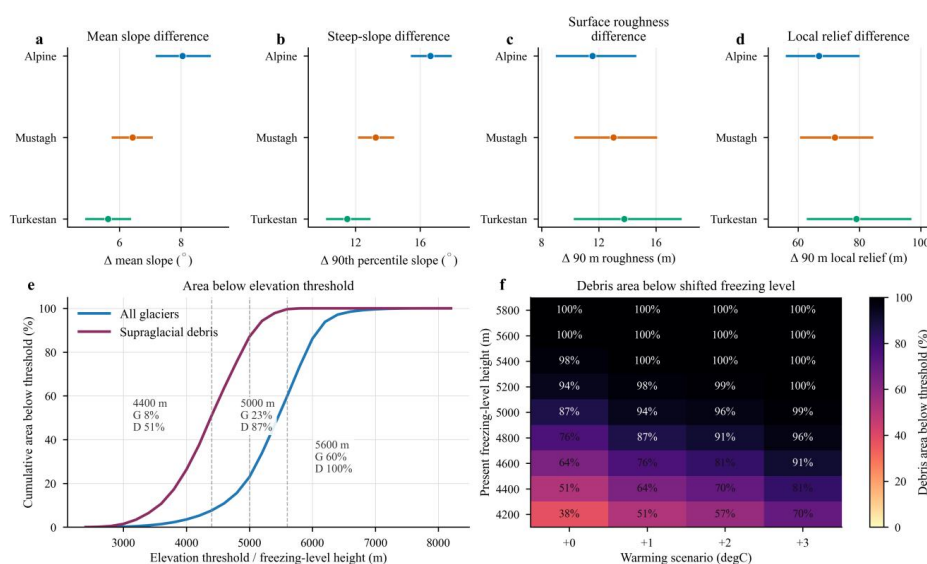 a
Mean slope difference
Alpine
Mustagh
Turkestan
6
8
Δ mean slope (°)
b
Steep-slope difference
Alpine
Mustagh
Turkestan
12
16
Δ 90th percentile slope (°)
c
Surface roughness
difference
Alpine
Mustagh
Turkestan
8
12
16
Δ 90 m roughness (m)
d
Local relief difference
Alpine
Mustagh
Turkestan
60
80
100
Δ 90 m local relief (m)
e
Area below elevation threshold
Cumulative area below threshold (%)
100
80
60
40
20
0
All glaciers
Supraglacial debris
4400 m
G 8%
D 51%
5000 m
G 23%
D 87%
5600 m
G 60%
D 100%
3000
4000
5000
6000
7000
8000
Elevation threshold / freezing-level height (m)
f
Debris area below shifted freezing level
Present freezing-level height (m)
5800 100% 100% 100% 100%
5600 100% 100% 100% 100%
5400 98% 100% 100% 100%
5200 94% 98% 99% 100%
5000 87% 94% 96% 99%
4800 76% 87% 91% 96%
4600 64% 76% 81% 91%
4400 51% 64% 70% 81%
4200 38% 51% 57% 70%
+0 +1 +2 +3
Warming scenario (degC)
100
80
60
40
20
0
Debris area below threshold (%)